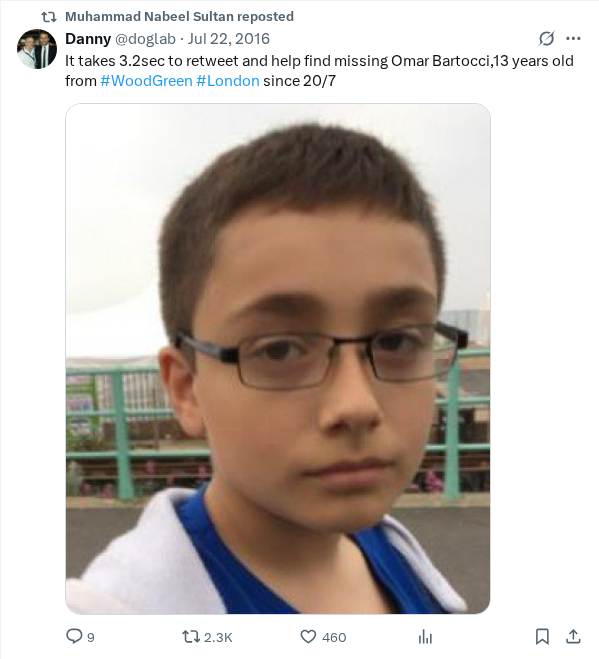 Muhammad Nabeel Sultan reposted
Danny @doglab · Jul 22, 2016
It takes 3.2sec to retweet and help find missing Omar Bartocci,13 years old
from #WoodGreen #London since 20/7
9 2.3K 460